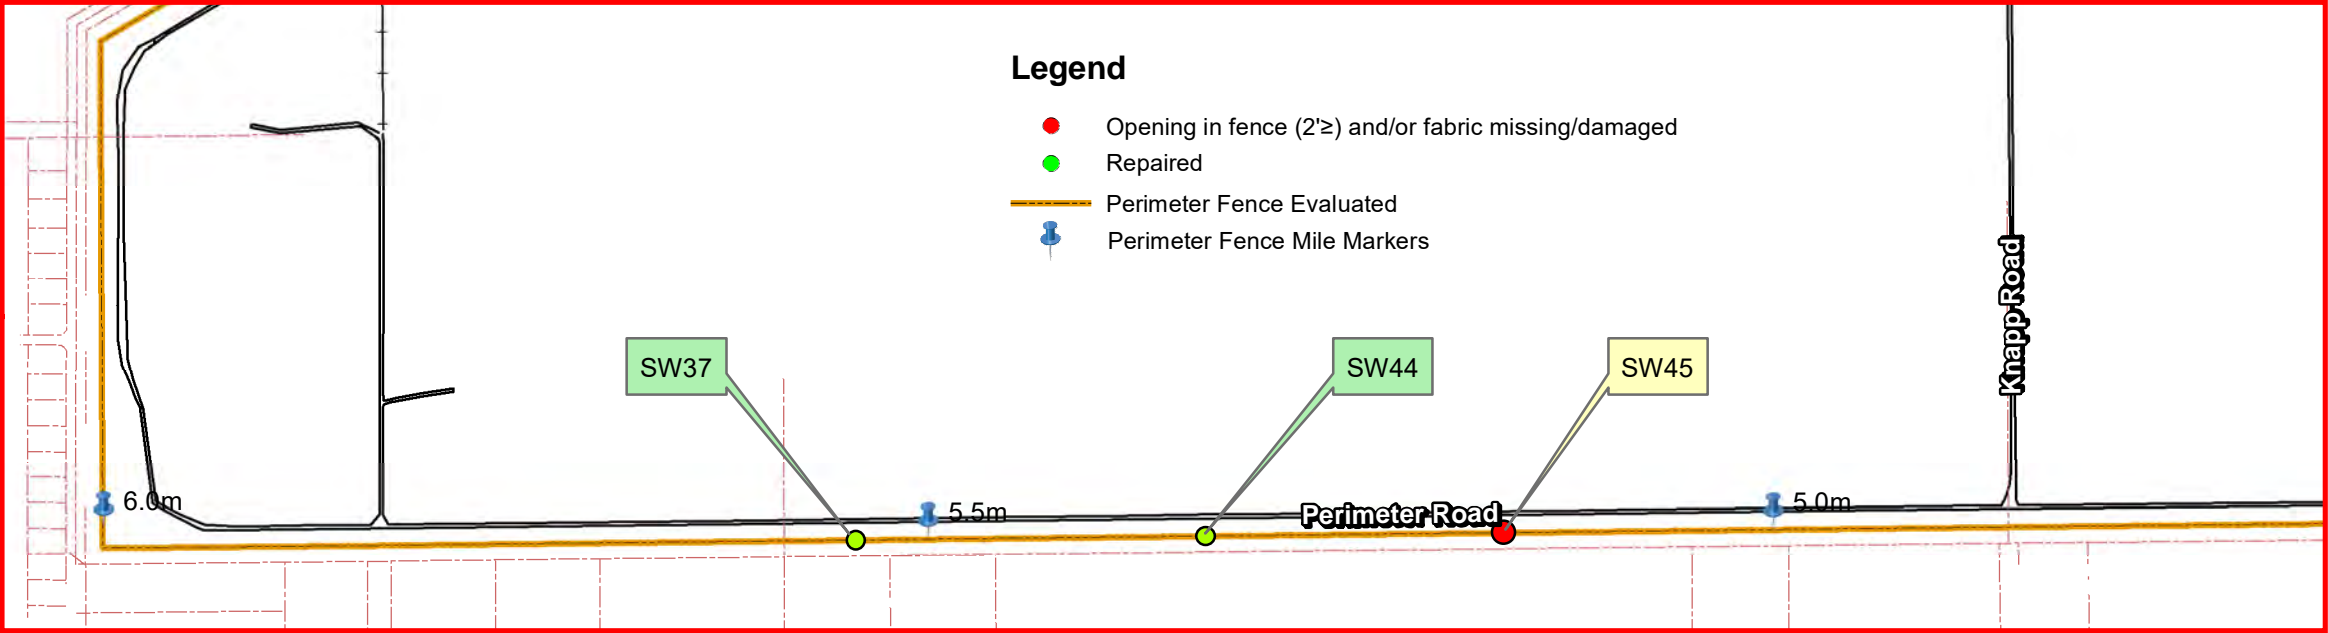 Legend
Opening in fence (2'≥) and/or fabric missing/damaged
Repaired
Perimeter Fence Evaluated
Perimeter Fence Mile Markers
Knapp Road
SW37
SW44
SW45
6.0m
5.5m
Perimeter Road
5.0m